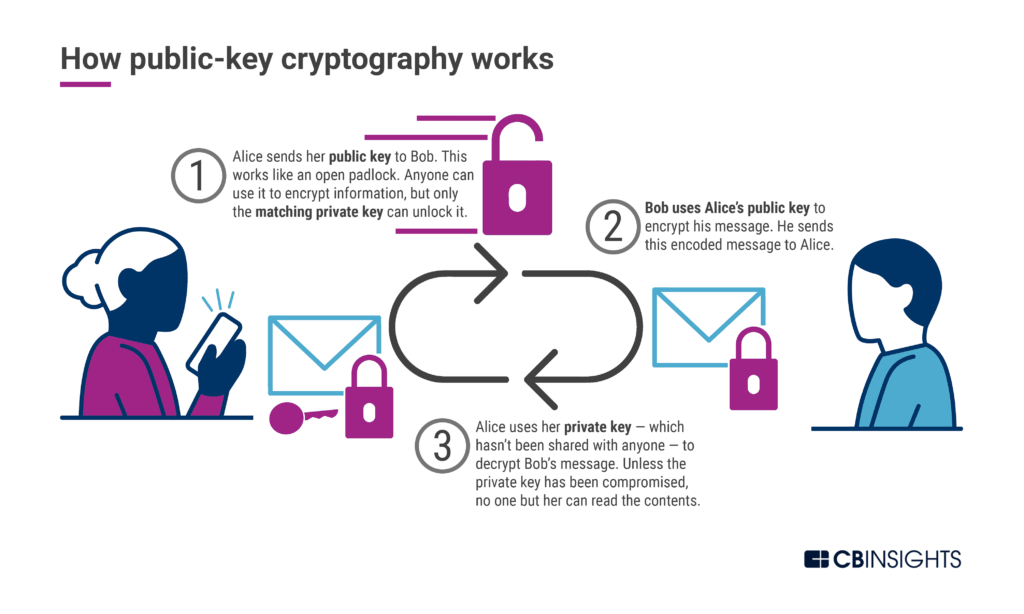 How public-key cryptography works
1
Alice sends her public key to Bob. This
works like an open padlock. Anyone can
use it to encrypt information, but only
the matching private key can unlock it.
2
Bob uses Alice's public key to
encrypt his message. He sends
this encoded message to Alice.
3
Alice uses her private key — which
hasn't been shared with anyone — to
decrypt Bob's message. Unless the
private key has been compromised,
no one but her can read the contents.
CBINSIGHTS